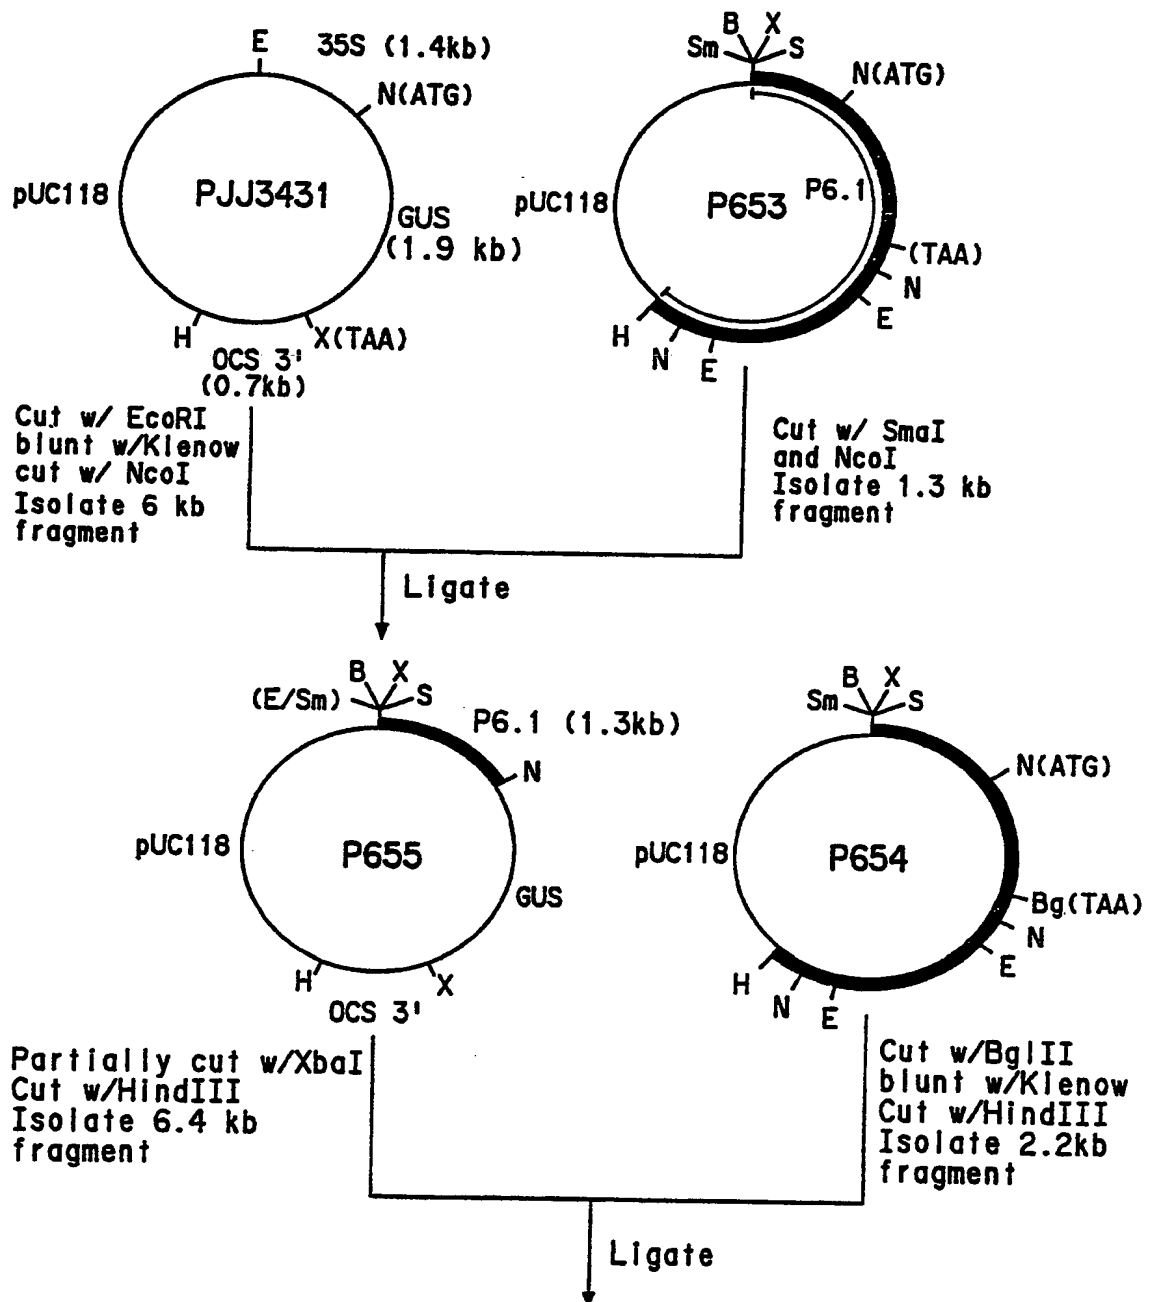 E 35S (1.4kb)
N(ATG)
pUC118
PJJ3431
GUS
(1.9 kb)
H
X(TAA)
OCS 3'
(0.7kb)
B X
Sm S
N(ATG)
pUC118
P653
P6.1
(TAA)
N
E
H
N
E
Cut w/ EcoRI
blunt w/Klenow
cut w/ NcoI
Isolate 6 kb
fragment
Cut w/ SmaI
and NcoI
Isolate 1.3 kb
fragment
Ligate
B X
(E/Sm) S
P6.1 (1.3kb)
N
pUC118
P655
GUS
H
X
OCS 3'
B X
Sm S
N(ATG)
pUC118
P654
Bg(TAA)
N
E
H
N
E
Partially cut w/XbaI
Cut w/HindIII
Isolate 6.4 kb
fragment
Cut w/BglII
blunt w/Klenow
Cut w/HindIII
Isolate 2.2kb
fragment
Ligate